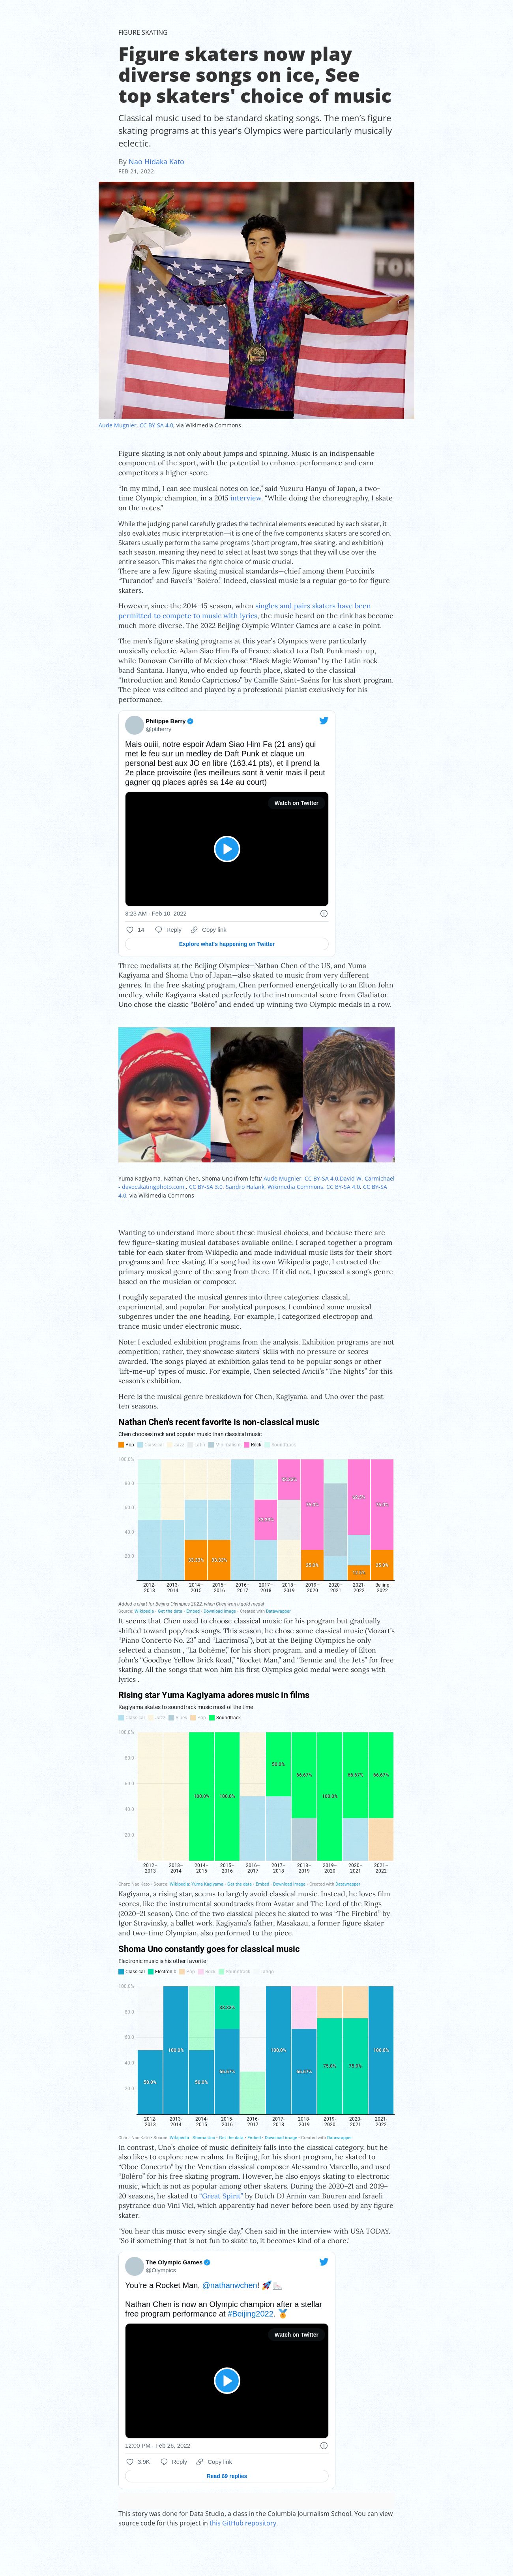 FIGURE SKATING
Figure skaters now play
diverse songs on ice, See
top skaters' choice of music
Classical music used to be standard skating songs. The men's figure
skating programs at this year's Olympics were particularly musically
eclectic.
By Nao Hidaka Kato
FEB 21, 2022
Aude Mugnier, CC BY-SA 4.0, via Wikimedia Commons
Figure skating is not only about jumps and spinning. Music is an indispensable
component of the sport, with the potential to enhance performance and earn
competitors a higher score.
“In my mind, I can see musical notes on ice,” said Yuzuru Hanyu of Japan, a two-
time Olympic champion, in a 2015 interview. “While doing the choreography, I skate
on the notes.”
While the judging panel carefully grades the technical elements executed by each skater, it
also evaluates music interpretation—it is one of the five components skaters are scored on.
Skaters usually perform the same programs (short program, free skating, and exhibition)
each season, meaning they need to select at least two songs that they will use over the
entire season. This makes the right choice of music crucial.
There are a few figure skating musical standards—chief among them Puccini’s
“Turandot” and Ravel’s “Boléro.” Indeed, classical music is a regular go-to for figure
skaters.
However, since the 2014–15 season, when singles and pairs skaters have been
permitted to compete to music with lyrics, the music heard on the rink has become
much more diverse. The 2022 Beijing Olympic Winter Games are a case in point.
The men’s figure skating programs at this year’s Olympics were particularly
musically eclectic. Adam Siao Him Fa of France skated to a Daft Punk mash-up,
while Donovan Carrillo of Mexico chose “Black Magic Woman” by the Latin rock
band Santana. Hanyu, who ended up fourth place, skated to the classical
“Introduction and Rondo Capriccioso” by Camille Saint-Saëns for his short program.
The piece was edited and played by a professional pianist exclusively for his
performance.
Philippe Berry
@ptiberry
Mais ouiii, notre espoir Adam Siao Him Fa (21 ans) qui
met le feu sur un medley de Daft Punk et claque un
personal best aux JO en libre (163.41 pts), et il prend la
2e place provisoire (les meilleurs sont à venir mais il peut
gagner qq places après sa 14e au court)
Watch on Twitter
3:23 AM · Feb 10, 2022
14 Reply Copy link
Explore what's happening on Twitter
Three medalists at the Beijing Olympics—Nathan Chen of the US, and Yuma
Kagiyama and Shoma Uno of Japan—also skated to music from very different
genres. In the free skating program, Chen performed energetically to an Elton John
medley, while Kagiyama skated perfectly to the instrumental score from Gladiator.
Uno chose the classic “Boléro” and ended up winning two Olympic medals in a row.
Yuma Kagiyama, Nathan Chen, Shoma Uno (from left)/ Aude Mugnier, CC BY-SA 4.0,David W. Carmichael
- davecskatingphoto.com., CC BY-SA 3.0, Sandro Halank, Wikimedia Commons, CC BY-SA 4.0, CC BY-SA
4.0, via Wikimedia Commons
Wanting to understand more about these musical choices, and because there are
few figure-skating musical databases available online, I scraped together a program
table for each skater from Wikipedia and made individual music lists for their short
programs and free skating. If a song had its own Wikipedia page, I extracted the
primary musical genre of the song from there. If it did not, I guessed a song’s genre
based on the musician or composer.
I roughly separated the musical genres into three categories: classical,
experimental, and popular. For analytical purposes, I combined some musical
subgenres under the one heading. For example, I categorized electropop and
trance music under electronic music.
Note: I excluded exhibition programs from the analysis. Exhibition programs are not
competition; rather, they showcase skaters’ skills with no pressure or scores
awarded. The songs played at exhibition galas tend to be popular songs or other
‘lift-me-up’ types of music. For example, Chen selected Avicii’s “The Nights” for this
season’s exhibition.
Here is the musical genre breakdown for Chen, Kagiyama, and Uno over the past
ten seasons.
Nathan Chen's recent favorite is non-classical music
Chen chooses rock and popular music than classical music
Pop Classical Jazz Latin Minimalism Rock Soundtrack
100.0%
80.0
60.0
40.0
20.0
33.33% 33.33% 33.33% 33.33% 75.0% 25.0% 62.5% 12.5% 75.0% 25.0%
2012- 2013- 2014– 2015– 2016– 2017– 2018– 2019– 2020– 2021- Beijing
2013 2014 2015 2016 2017 2018 2019 2020 2021 2022 2022
Added a chart for Beijing Olympics 2022, when Chen won a gold medal
Source: Wikipedia · Get the data · Embed · Download image · Created with Datawrapper
It seems that Chen used to choose classical music for his program but gradually
shifted toward pop/rock songs. This season, he chose some classical music (Mozart’s
“Piano Concerto No. 23” and “Lacrimosa”), but at the Beijing Olympics he only
selected a chanson , “La Bohème,” for his short program, and a medley of Elton
John’s “Goodbye Yellow Brick Road,” “Rocket Man,” and “Bennie and the Jets” for free
skating. All the songs that won him his first Olympics gold medal were songs with
lyrics .
Rising star Yuma Kagiyama adores music in films
Kagiyama skates to soundtrack music most of the time
Classical Jazz Blues Pop Soundtrack
100.0%
80.0
60.0
40.0
20.0
100.0% 100.0% 50.0% 66.67% 100.0% 66.67% 66.67%
2012– 2013– 2014– 2015– 2016– 2017– 2018– 2019– 2020– 2021–
2013 2014 2015 2016 2017 2018 2019 2020 2021 2022
Chart: Nao Kato · Source: Wikipedia: Yuma Kagiyama · Get the data · Embed · Download image · Created with Datawrapper
Kagiyama, a rising star, seems to largely avoid classical music. Instead, he loves film
scores, like the instrumental soundtracks from Avatar and The Lord of the Rings
(2020–21 season). One of the two classical pieces he skated to was “The Firebird” by
Igor Stravinsky, a ballet work. Kagiyama’s father, Masakazu, a former figure skater
and two-time Olympian, also performed to the piece.
Shoma Uno constantly goes for classical music
Electronic music is his other favorite
Classical Electronic Pop Rock Soundtrack Tango
100.0%
80.0
60.0
40.0
20.0
50.0% 100.0% 50.0% 33.33% 66.67% 100.0% 66.67% 75.0% 75.0% 100.0%
2012- 2013- 2014- 2015- 2016- 2017- 2018- 2019- 2020- 2021-
2013 2014 2015 2016 2017 2018 2019 2020 2021 2022
Chart: Nao Kato · Source: Wikipedia : Shoma Uno · Get the data · Embed · Download image · Created with Datawrapper
In contrast, Uno’s choice of music definitely falls into the classical category, but he
also likes to explore new realms. In Beijing, for his short program, he skated to
“Oboe Concerto” by the Venetian classical composer Alessandro Marcello, and used
“Boléro” for his free skating program. However, he also enjoys skating to electronic
music, which is not as popular among other skaters. During the 2020–21 and 2019–
20 seasons, he skated to “Great Spirit” by Dutch DJ Armin van Buuren and Israeli
psytrance duo Vini Vici, which apparently had never before been used by any figure
skater.
"You hear this music every single day,” Chen said in the interview with USA TODAY.
"So if something that is not fun to skate to, it becomes kind of a chore."
The Olympic Games
@Olympics
You're a Rocket Man, @nathanwchen! 🚀⛸️
Nathan Chen is now an Olympic champion after a stellar
free program performance at #Beijing2022. 🥇
Watch on Twitter
12:00 PM · Feb 26, 2022
3.9K Reply Copy link
Read 69 replies
This story was done for Data Studio, a class in the Columbia Journalism School. You can view
source code for this project in this GitHub repository.